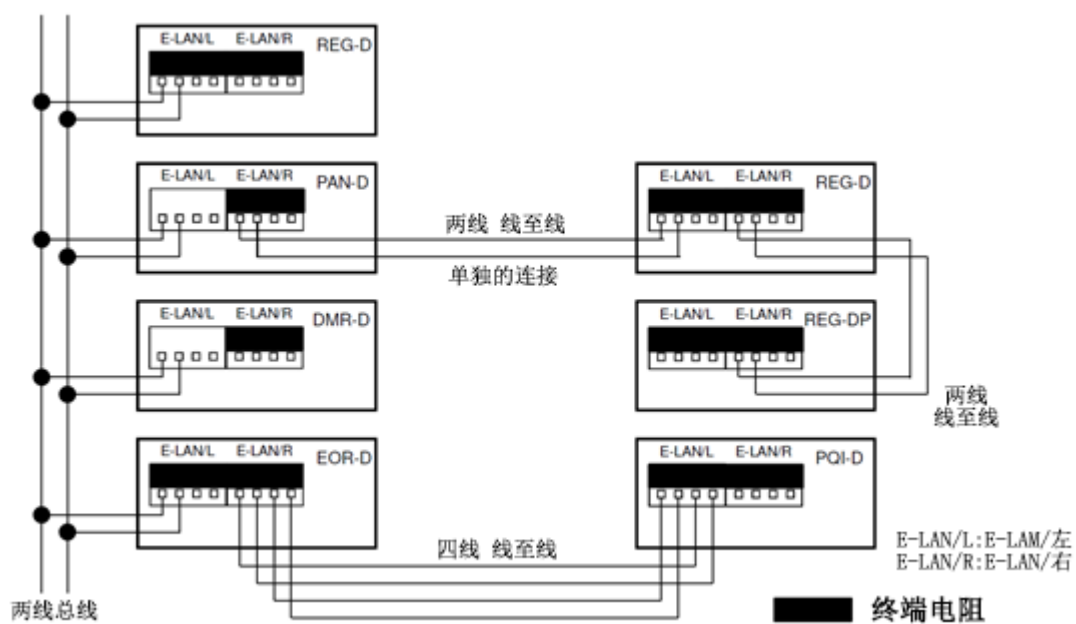 E-LAN/L E-LAN/R REG-D
E-LAN/L E-LAN/R PAN-D
两线 线至线
单独的连接
E-LAN/L E-LAN/R REG-D
E-LAN/L E-LAN/R DMR-D
E-LAN/L E-LAN/R REG-DP
两线
线至线
E-LAN/L E-LAN/R EOR-D
E-LAN/L E-LAN/R PQI-D
四线 线至线
E-LAN/L:E-LAM/左
E-LAN/R:E-LAN/右
两线总线
终端电阻